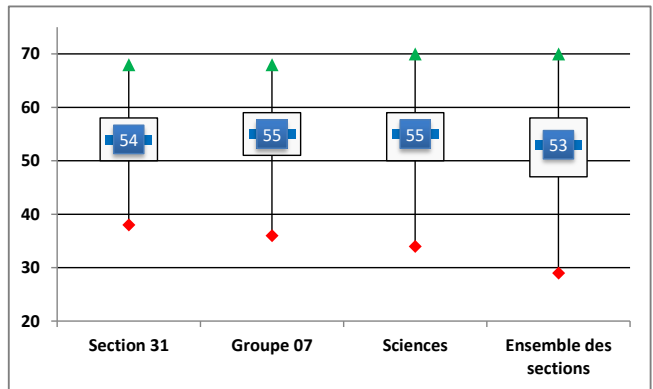 70
60
50
40
30
20
54
55
55
53
Section 31
Groupe 07
Sciences
Ensemble des
sections